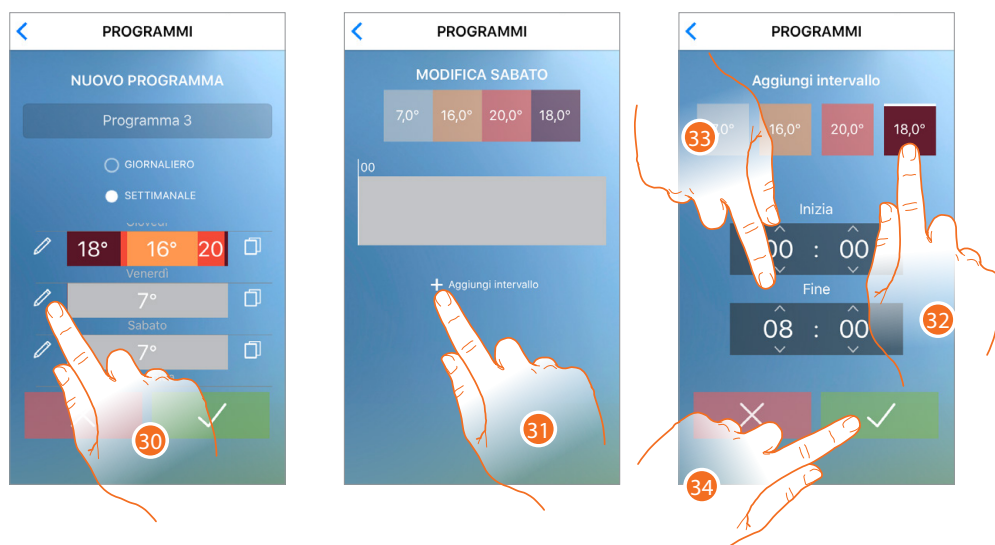 PROGRAMMI
NUOVO PROGRAMMA
Programma 3
GIORNALIERO
SETTIMANALE
Giovedì
18° 16° 20
Venerdì
7°
Sabato
7°
30
PROGRAMMI
MODIFICA SABATO
7,0° 16,0° 20,0° 18,0°
00
+ Aggiungi intervallo
31
PROGRAMMI
Aggiungi intervallo
16,0° 20,0° 18,0°
33
Inizia
00 : 00
Fine
08 : 00
32
34